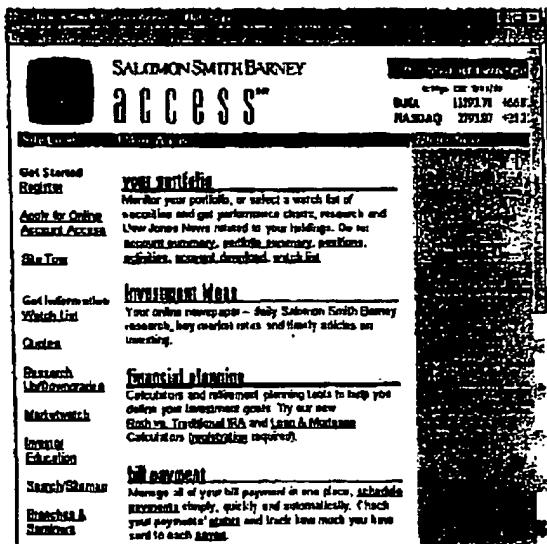 SALOMON SMITH BARNEY
access
DJIA
NASDAQ
Get Started
Register
Apply for Online
Account Access
Site Tour
Get Information
Watch List
Quotes
Research
Up/Downgrades
Marketwatch
Investor
Education
Search/Sitemap
Branches &
Seminars
your portfolio
Monitor your portfolio, or select a watch list of
securities and get performance charts, research and
Dow Jones News related to your holdings. Go to:
account summary, portfolio summary, positions,
activities, account download, watch list
Investment Ideas
Your online newspaper – daily Salomon Smith Barney
research, key market rates and timely articles on
investing.
financial planning
Calculators and retirement planning tools to help you
define your investment goals. Try our new
Roth vs. Traditional IRA and Loan & Mortgage
Calculators (registration required).
bill payment
Manage all of your bill payment in one place, schedule
payments simply, quickly and automatically. Check
your payments' status and track how much you have
sent to each payee.